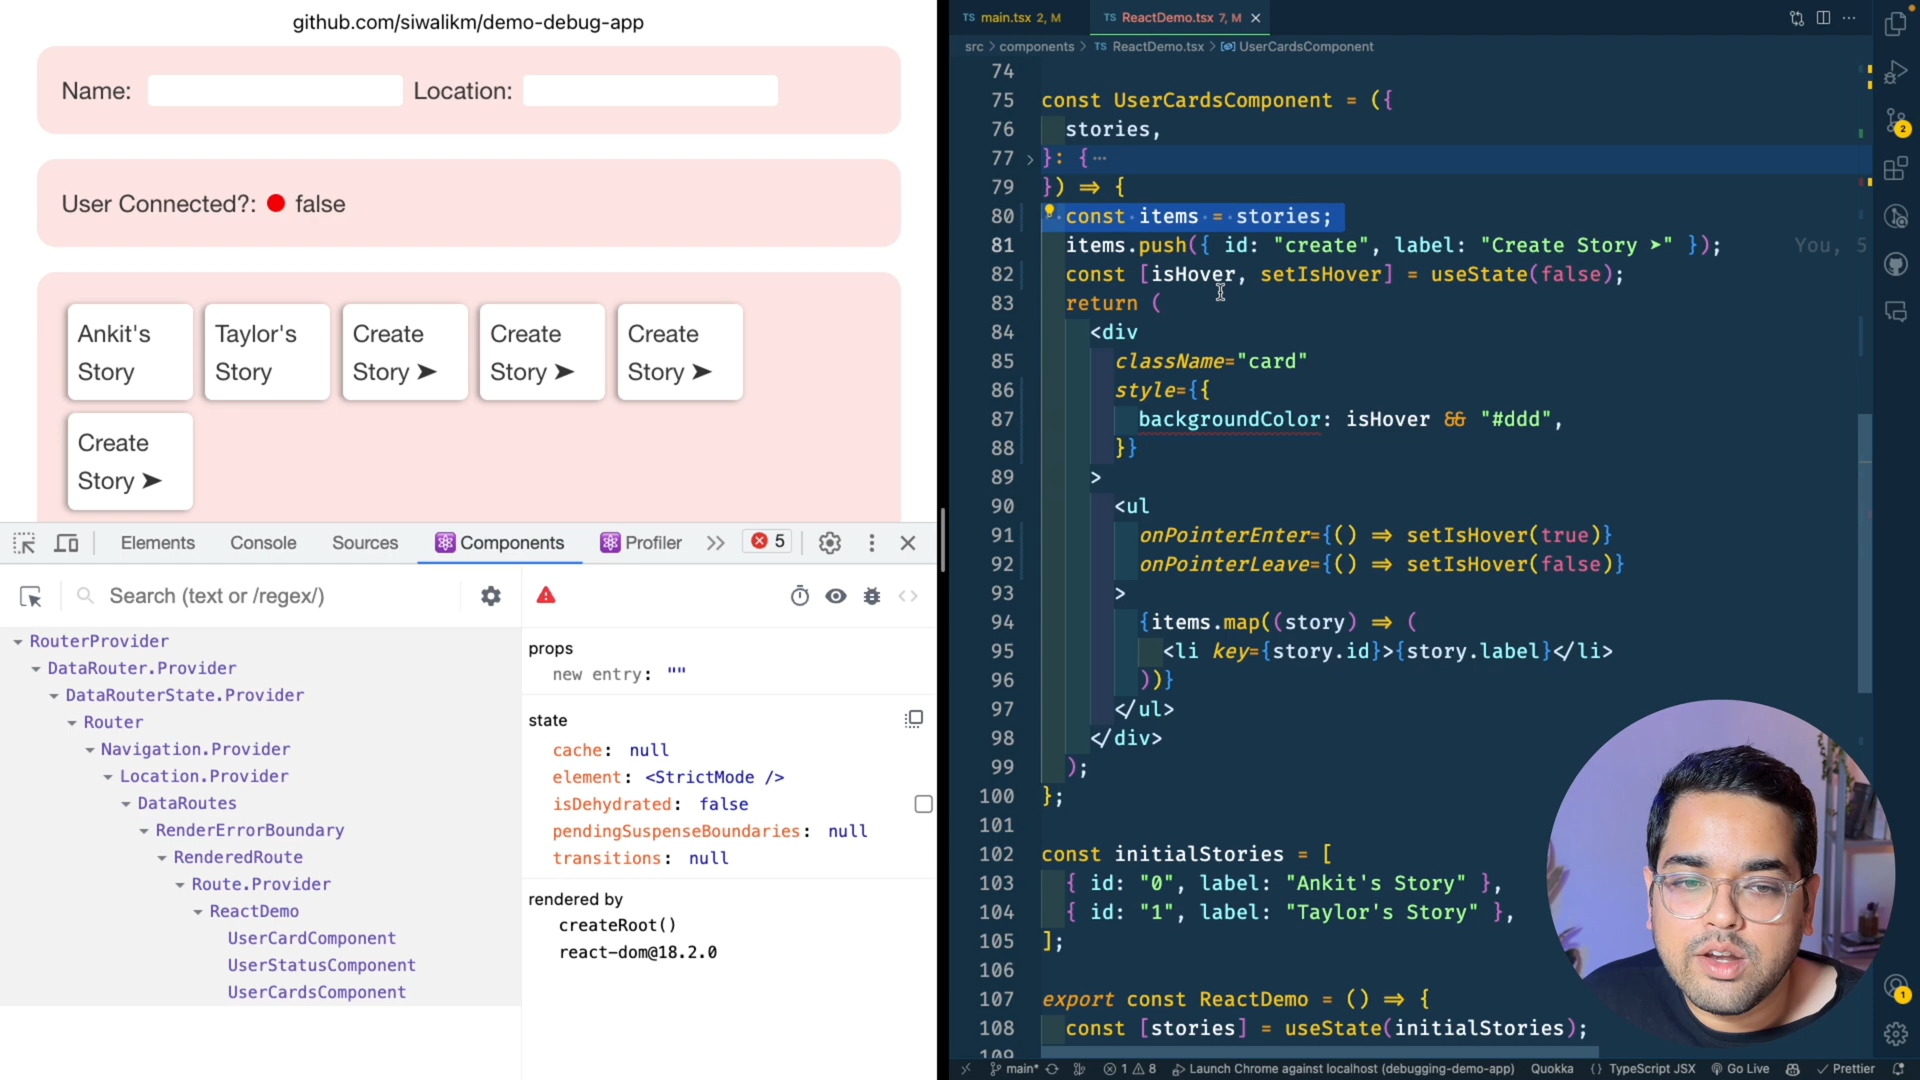 github.com/siwalikm/demo-debug-app
Name:
Location:
User Connected?: false
Ankit's
Story
Taylor's
Story
Create
Story ➤
Create
Story ➤
Create
Story ➤
Create
Story ➤
Elements
Console
Sources
Components
Profiler
5
Search (text or /regex/)
RouterProvider
DataRouter.Provider
DataRouterState.Provider
Router
Navigation.Provider
Location.Provider
DataRoutes
RenderErrorBoundary
RenderedRoute
Route.Provider
ReactDemo
UserCardComponent
UserStatusComponent
UserCardsComponent
props
new entry: ""
state
cache: null
element: <StrictMode />
isDehydrated: false
pendingSuspenseBoundaries: null
transitions: null
rendered by
createRoot()
react-dom@18.2.0
TS main.tsx 2, M
TS ReactDemo.tsx 7, M
src > components > TS ReactDemo.tsx > UserCardsComponent
74
75 const UserCardsComponent = ({
76 stories,
77 }: { ⋯
79 }) ⇒ {
80 const items = stories;
81 items.push({ id: "create", label: "Create Story ➤" }); You, 5
82 const [isHover, setIsHover] = useState(false);
83 return (
84 <div
85 className="card"
86 style={{
87 backgroundColor: isHover && "#ddd",
88 }}
89 >
90 <ul
91 onPointerEnter={() ⇒ setIsHover(true)}
92 onPointerLeave={() ⇒ setIsHover(false)}
93 >
94 {items.map((story) ⇒ (
95 <li key={story.id}>{story.label}</li>
96 ))}
97 </ul>
98 </div>
99 );
100 };
101
102 const initialStories = [
103 { id: "0", label: "Ankit's Story" },
104 { id: "1", label: "Taylor's Story" },
105 ];
106
107 export const ReactDemo = () ⇒ {
108 const [stories] = useState(initialStories);
109
2
1
main*
1
8
Launch Chrome against localhost (debugging-demo-app)
Quokka
{} TypeScript JSX
Go Live
Prettier